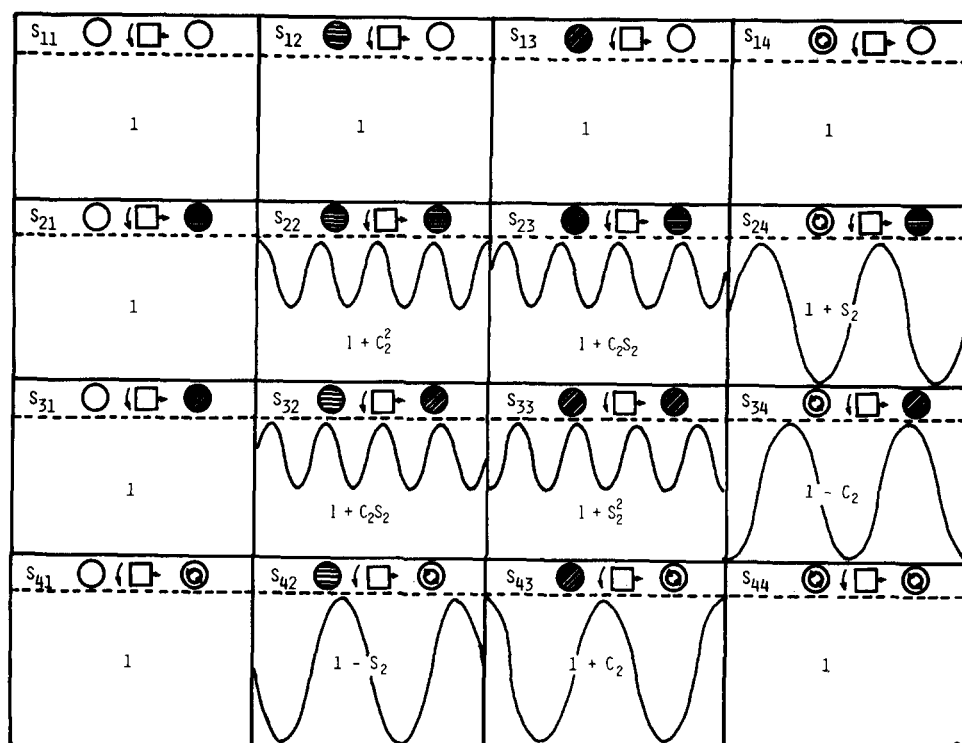 S₁₁ S₁₂ S₁₃ S₁₄
1 1 1 1
S₂₁ S₂₂ S₂₃ S₂₄
1 1 + C₂² 1 + C₂S₂ 1 + S₂
S₃₁ S₃₂ S₃₃ S₃₄
1 1 + C₂S₂ 1 + S₂² 1 - C₂
S₄₁ S₄₂ S₄₃ S₄₄
1 1 - S₂ 1 + C₂ 1